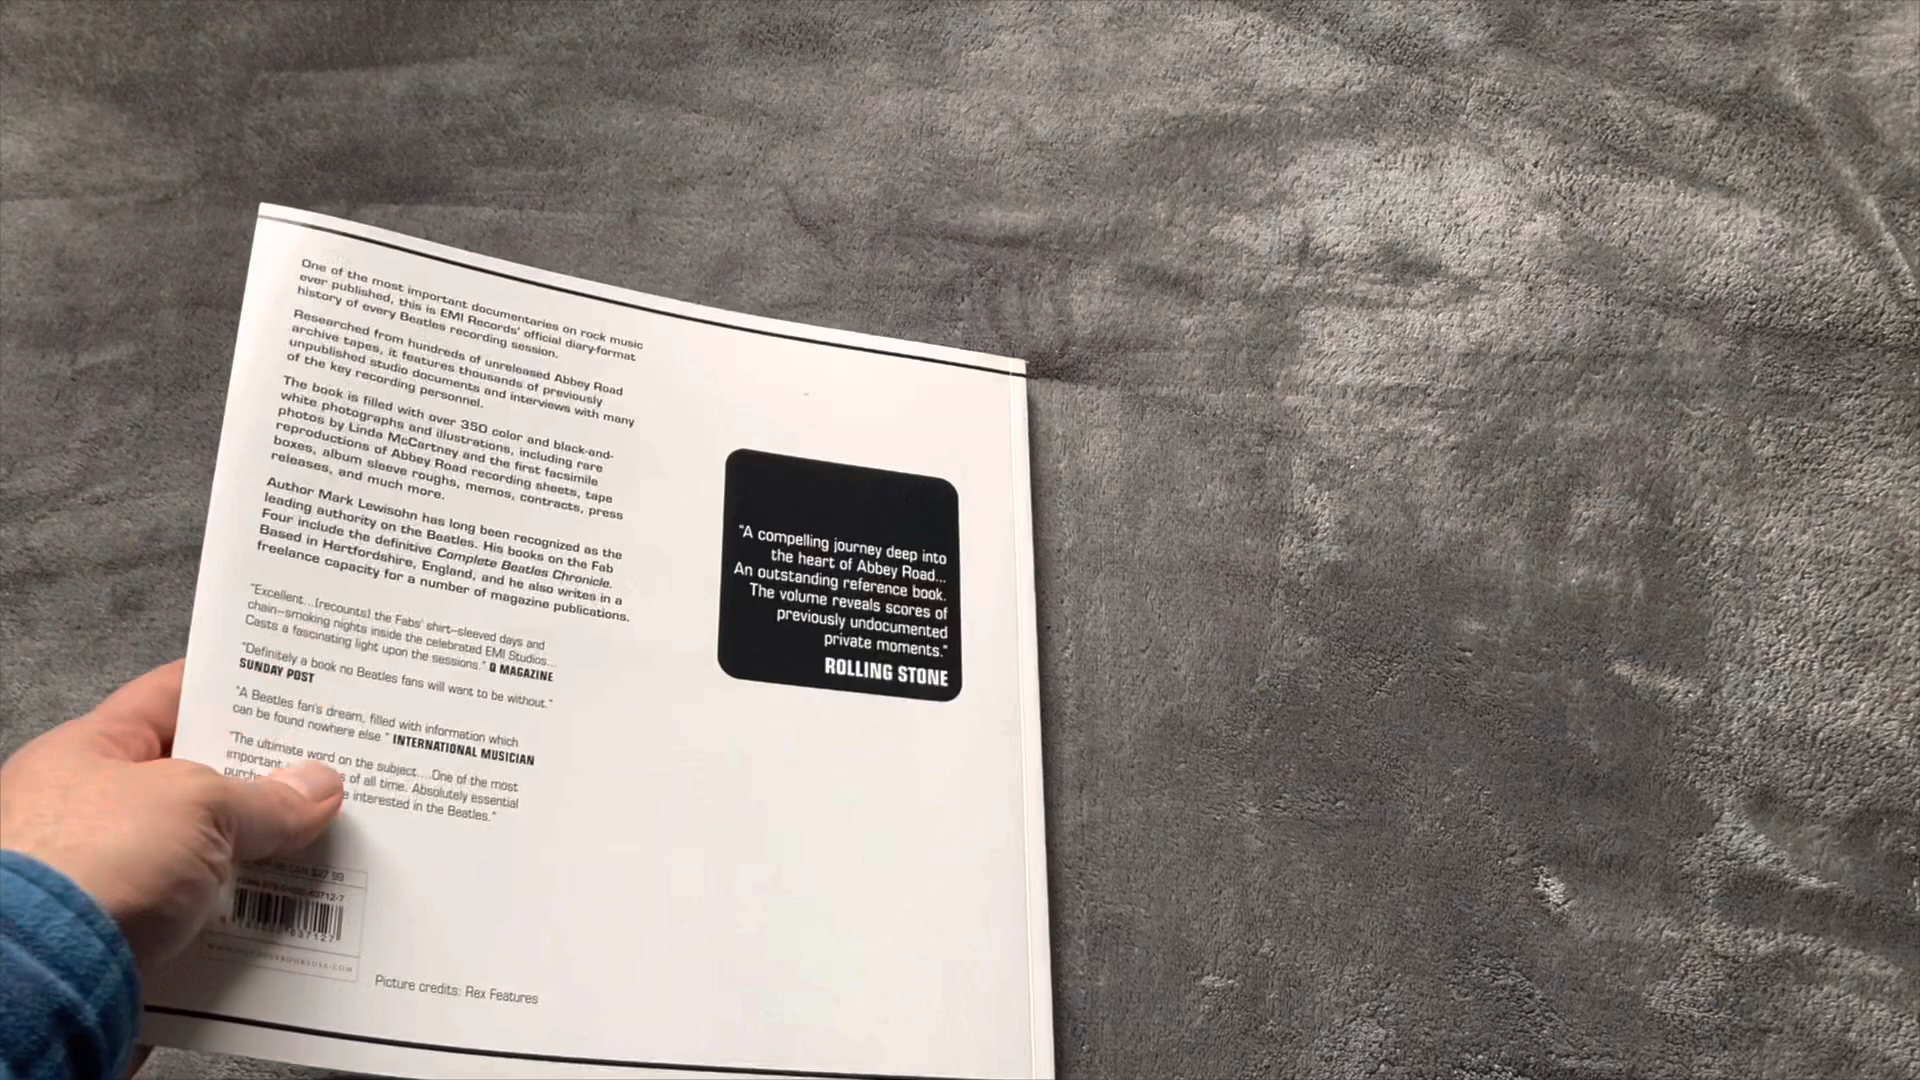 One of the most important documentaries on rock music
ever published, this is EMI Records' official diary-format
history of every Beatles recording session.
Researched from hundreds of unreleased Abbey Road
archive tapes, it features thousands of previously
unpublished studio documents and interviews with many
of the key recording personnel.
The book is filled with over 350 color and black-and-
white photographs and illustrations, including rare
photos by Linda McCartney and the first facsimile
reproductions of Abbey Road recording sheets, tape
boxes, album sleeve roughs, memos, contracts, press
releases, and much more.
Author Mark Lewisohn has long been recognized as the
leading authority on the Beatles. His books on the Fab
Four include the definitive Complete Beatles Chronicle.
Based in Hertfordshire, England, and he also writes in a
freelance capacity for a number of magazine publications.
"Excellent...[recounts] the Fabs' shirt-sleeved days and
chain-smoking nights inside the celebrated EMI Studios...
Casts a fascinating light upon the sessions." Q MAGAZINE
"Definitely a book no Beatles fans will want to be without."
SUNDAY POST
"A Beatles fan's dream, filled with information which
can be found nowhere else " INTERNATIONAL MUSICIAN
"The ultimate word on the subject....One of the most
important of all time. Absolutely essential
interested in the Beatles."
"A compelling journey deep into
the heart of Abbey Road...
An outstanding reference book.
The volume reveals scores of
previously undocumented
private moments."
ROLLING STONE
CAN $27.99
Picture credits: Rex Features